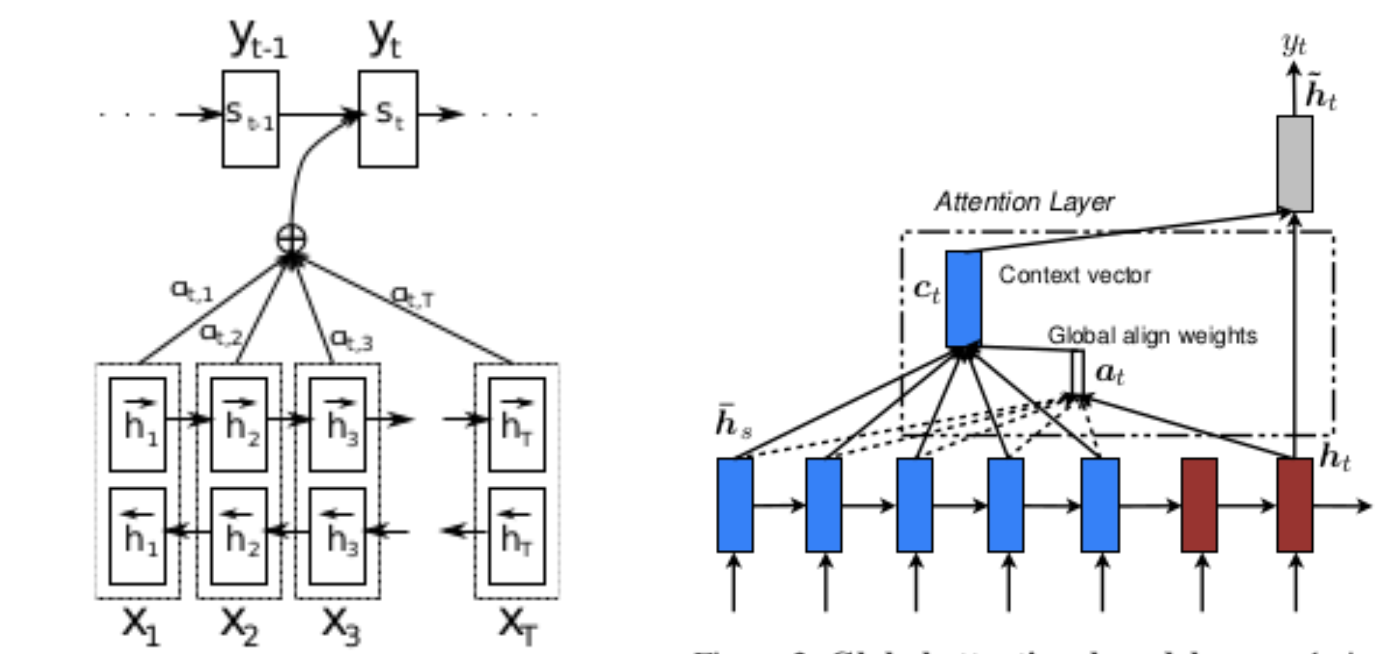 y_{t-1} y_t
. . . s_{t-1} s_t . . .
⊕
a_{t,1} a_{t,2} a_{t,3} a_{t,T}
\overrightarrow{h}_1 \overrightarrow{h}_2 \overrightarrow{h}_3 \overrightarrow{h}_T
\overleftarrow{h}_1 \overleftarrow{h}_2 \overleftarrow{h}_3 \overleftarrow{h}_T
x_1 x_2 x_3 x_T
y_t
\tilde{h}_t
Attention Layer
c_t Context vector
Global align weights
a_t
\bar{h}_s
h_t